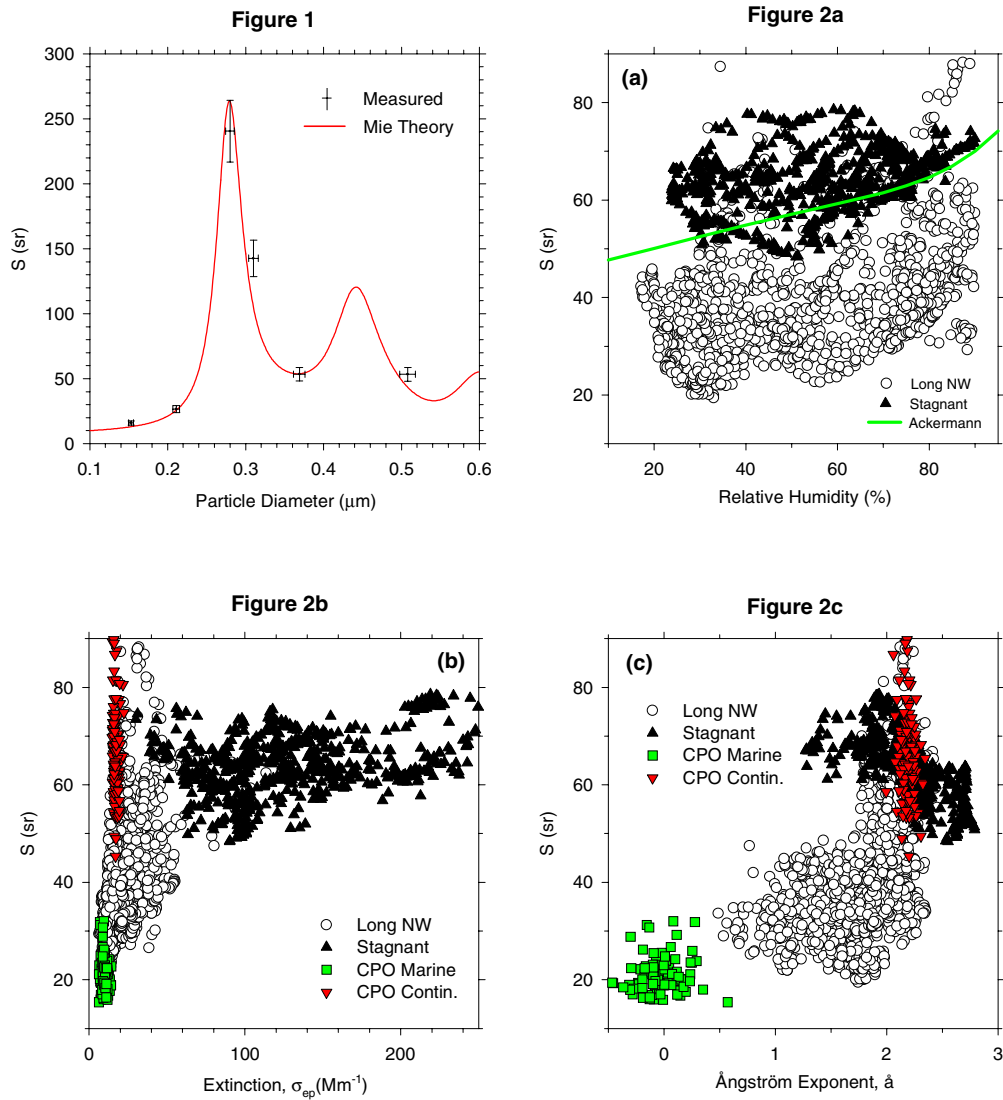 Figure 1
300
250
200
150
100
50
0
S (sr)
0.1 0.2 0.3 0.4 0.5 0.6
Particle Diameter (μm)
Measured
Mie Theory
Figure 2a
(a)
80
60
40
20
S (sr)
20 40 60 80
Relative Humidity (%)
Long NW
Stagnant
Ackermann
Figure 2b
(b)
80
60
40
20
S (sr)
0 100 200
Extinction, σep(Mm-1)
Long NW
Stagnant
CPO Marine
CPO Contin.
Figure 2c
(c)
80
60
40
20
S (sr)
0 1 2 3
Ångström Exponent, å
Long NW
Stagnant
CPO Marine
CPO Contin.